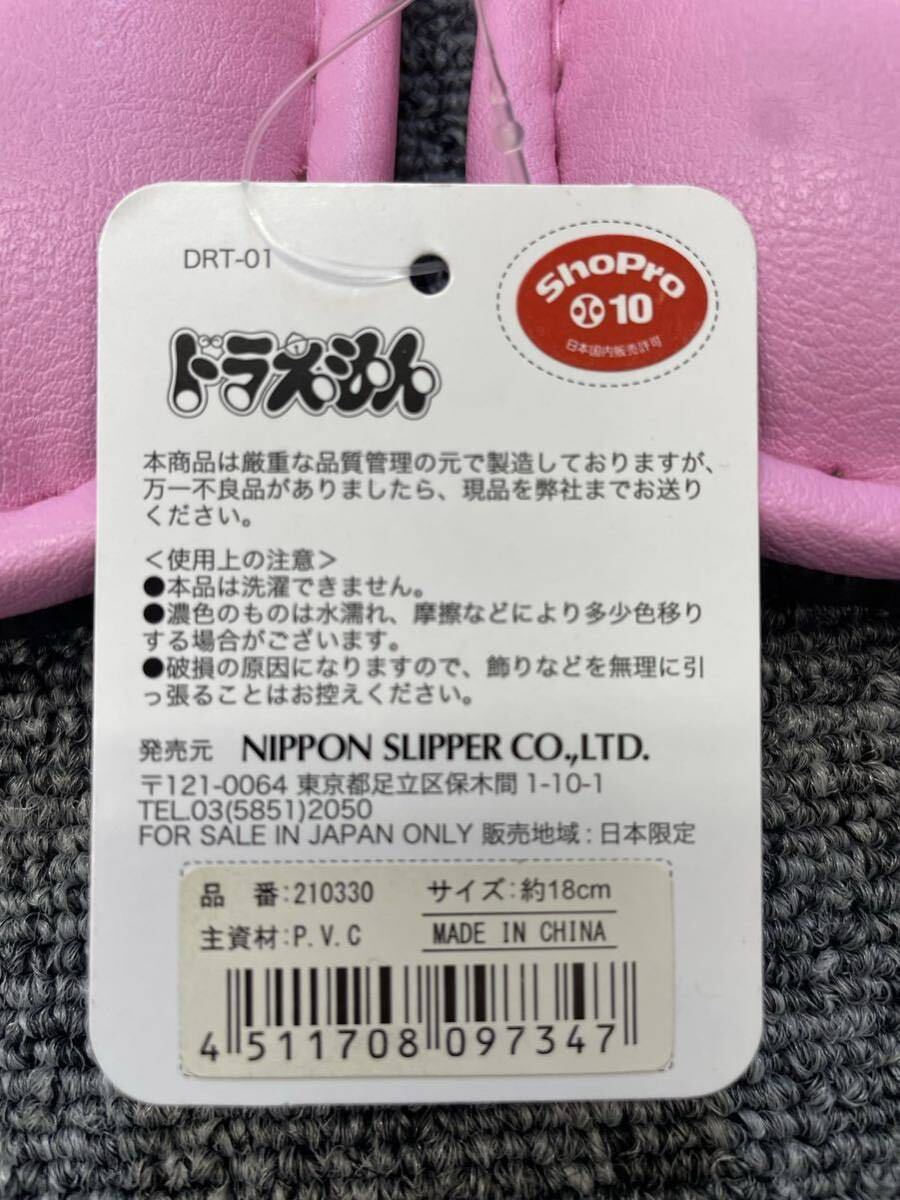 DRT-01
ShoPro
10
日本国内販売許可
ドラえもん
本商品は厳重な品質管理の元で製造しておりますが、
万一不良品がありましたら、現品を弊社までお送り
ください。
＜使用上の注意＞
●本品は洗濯できません。
●濃色のものは水濡れ、摩擦などにより多少色移り
する場合がございます。
●破損の原因になりますので、飾りなどを無理に引
っ張ることはお控えください。
発売元 NIPPON SLIPPER CO.,LTD.
〒121-0064 東京都足立区保木間 1-10-1
TEL.03(5851)2050
FOR SALE IN JAPAN ONLY 販売地域：日本限定
品 番:210330 サイズ:約18cm
主資材:P.V.C MADE IN CHINA
4 511708 097347